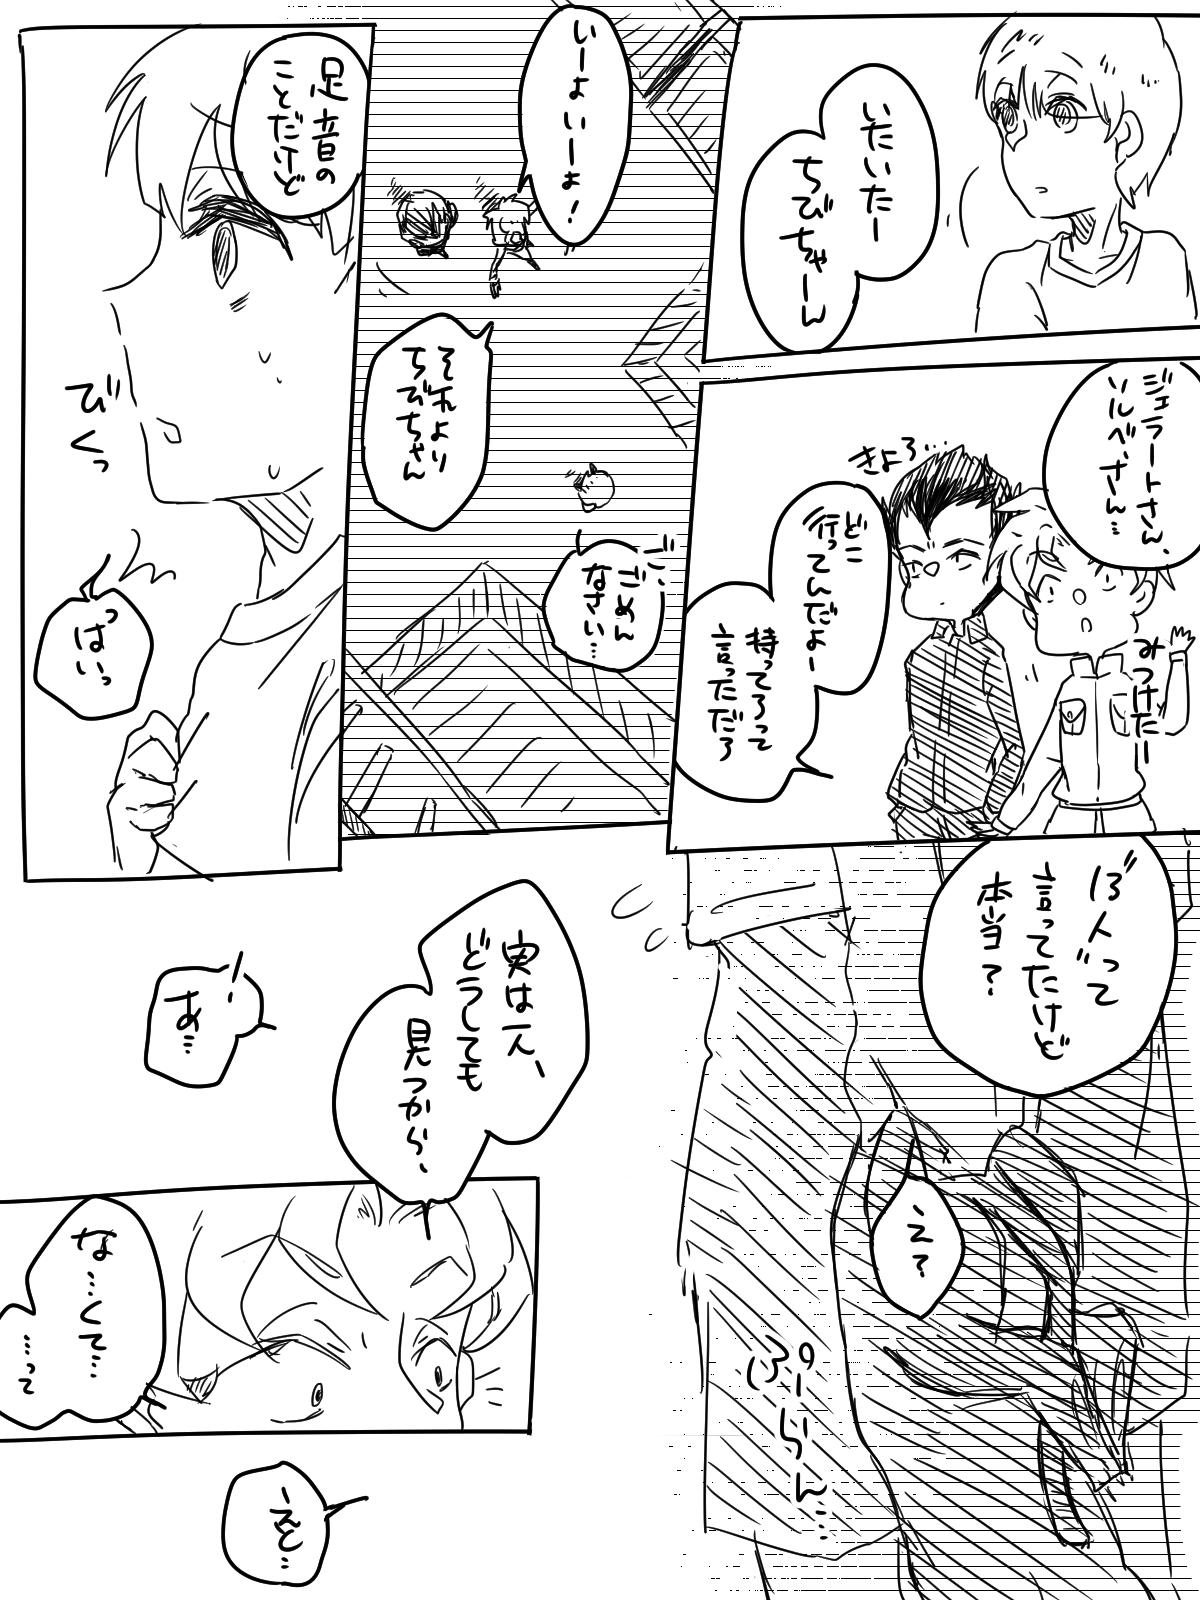 いたいたー
ちびちゃーん
ジェラートさん、
ソルベさん…
みつけたー
きょろ…
どこ
行ってんだよー
持ってろって
言っただろ
いーよいーよ!
ご、
ごめん
なさい…
それより
ちびちゃん
足音の
ことだけど
びくっ
っはいっ
3人って
言ってたけど
本当?
え?
ぷらーん…
実は一人、
どうしても
見つから、
あ…
な…くて…
…って
えと…